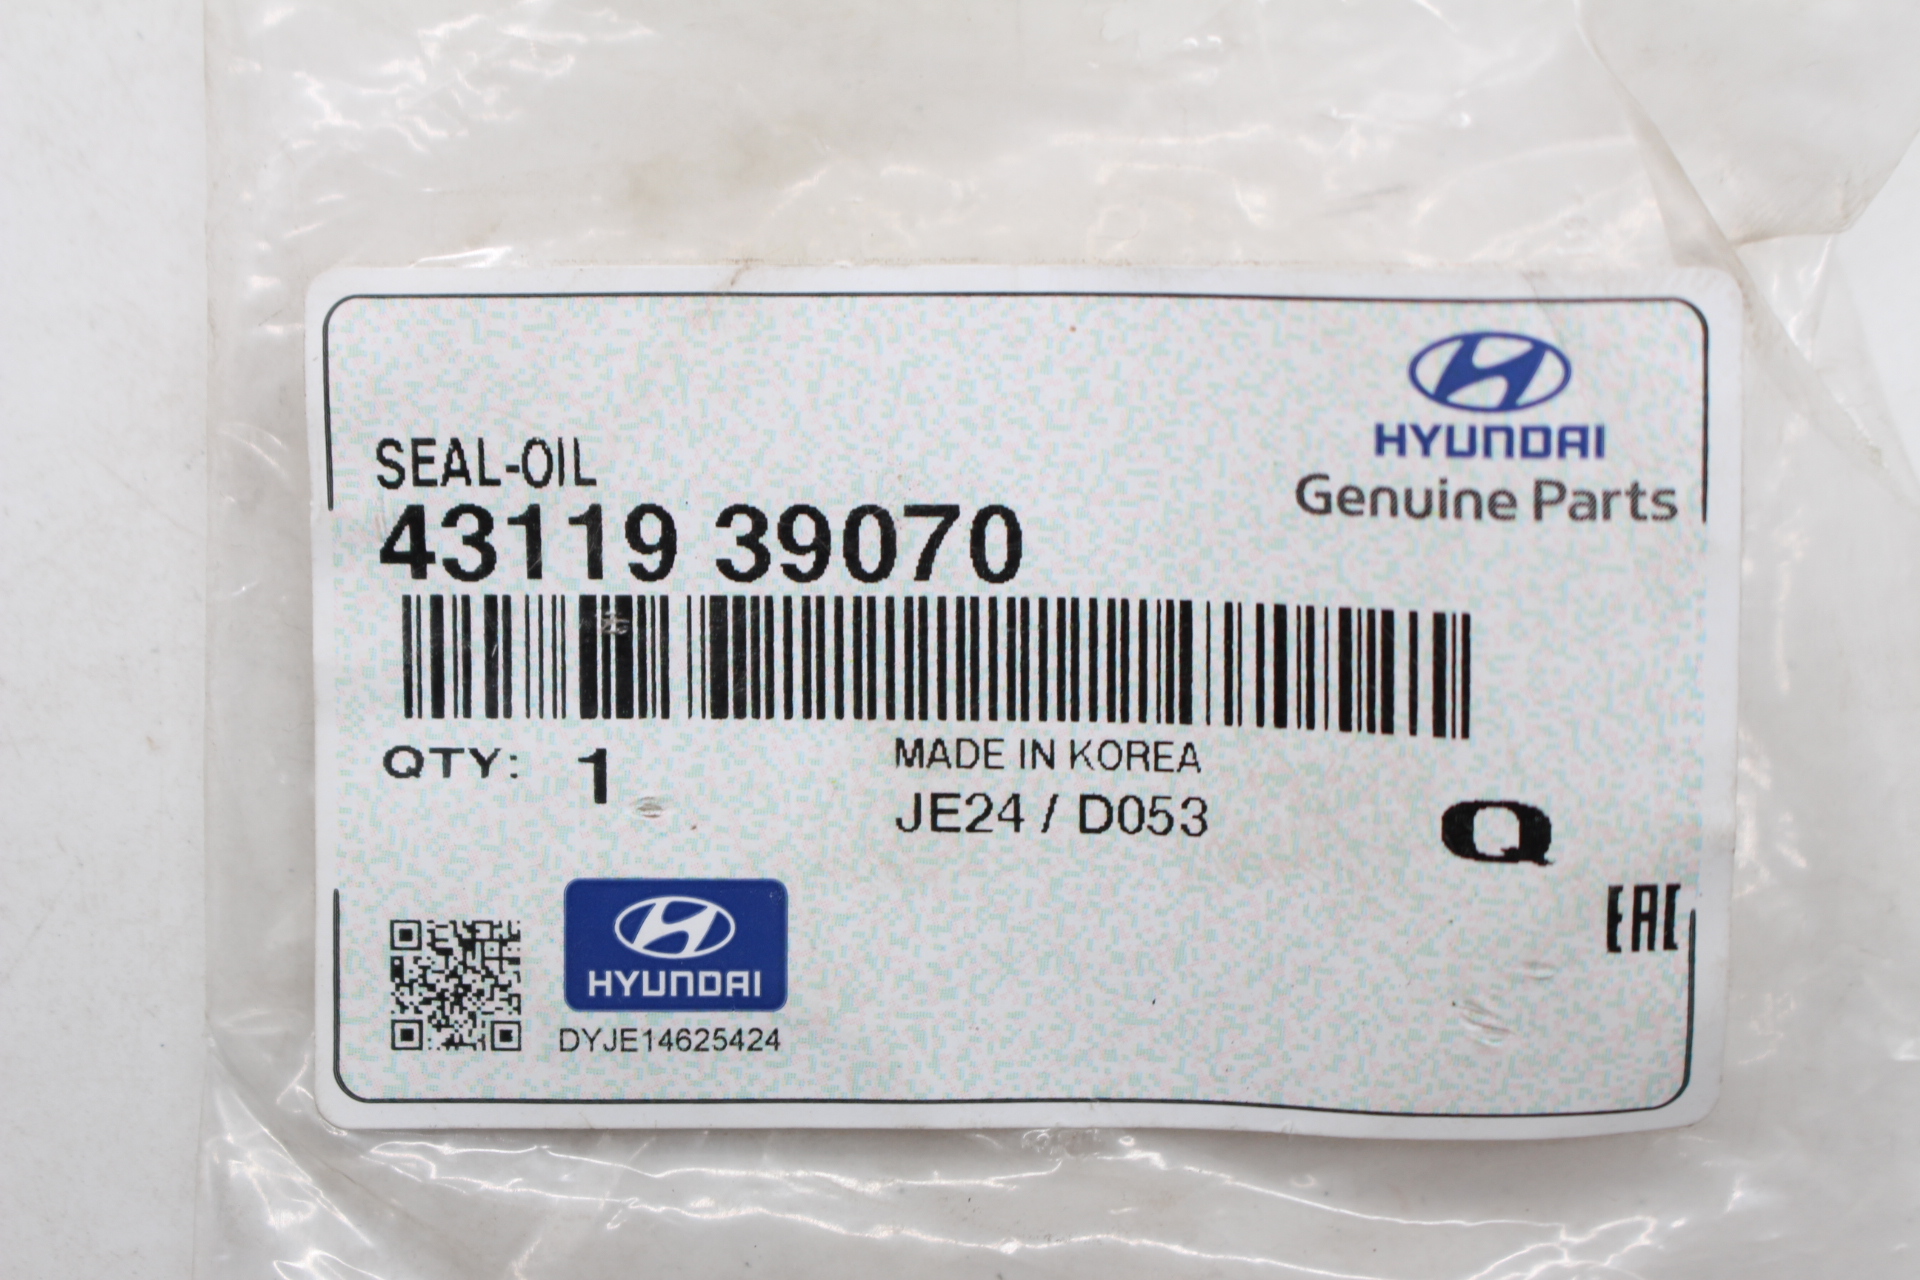 HYUNDAI
Genuine Parts
SEAL-OIL
43119 39070
QTY: 1
MADE IN KOREA
JE24 / D053
Q
EAC
HYUNDAI
DYJE14625424